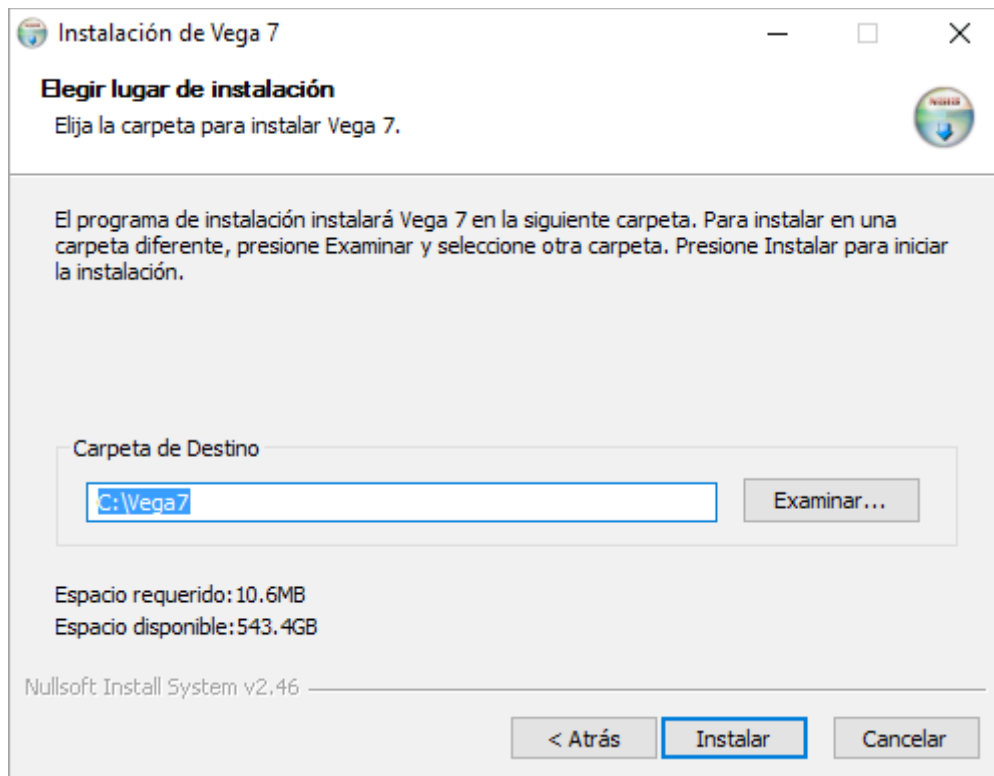 Instalación de Vega 7
Elegir lugar de instalación
Elija la carpeta para instalar Vega 7.
El programa de instalación instalará Vega 7 en la siguiente carpeta. Para instalar en una
carpeta diferente, presione Examinar y seleccione otra carpeta. Presione Instalar para iniciar
la instalación.
Carpeta de Destino
C:\Vega7
Examinar...
Espacio requerido:10.6MB
Espacio disponible:543.4GB
Nullsoft Install System v2.46
< Atrás
Instalar
Cancelar